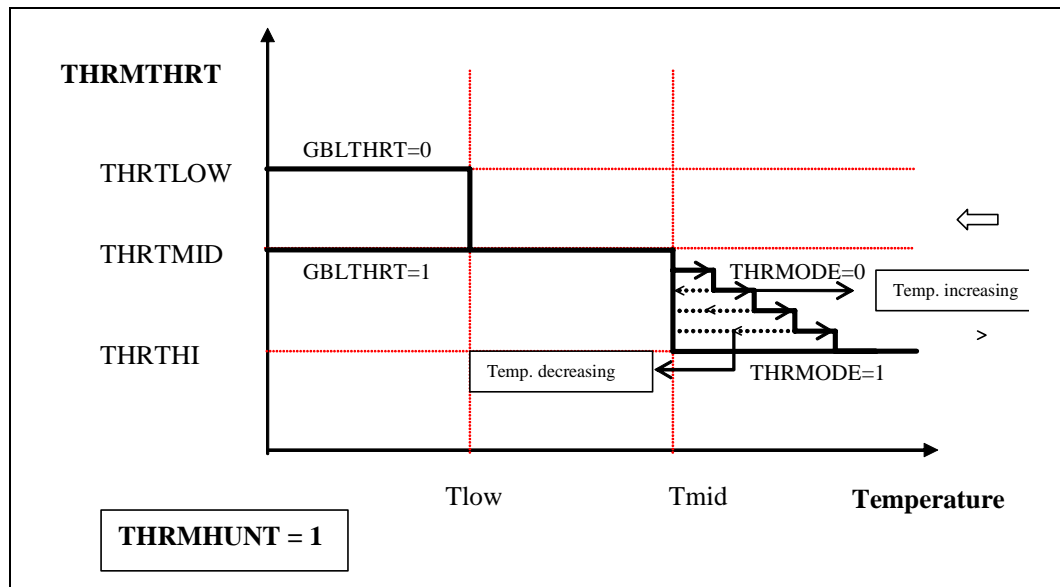 THRMTHRT
GBLTHRT=0
THRTLOW
THRTMID
GBLTHRT=1
THRMODE=0
Temp. increasing
>
THRTHI
Temp. decreasing
THRMODE=1
Tlow
Tmid
Temperature
THRMHUNT = 1